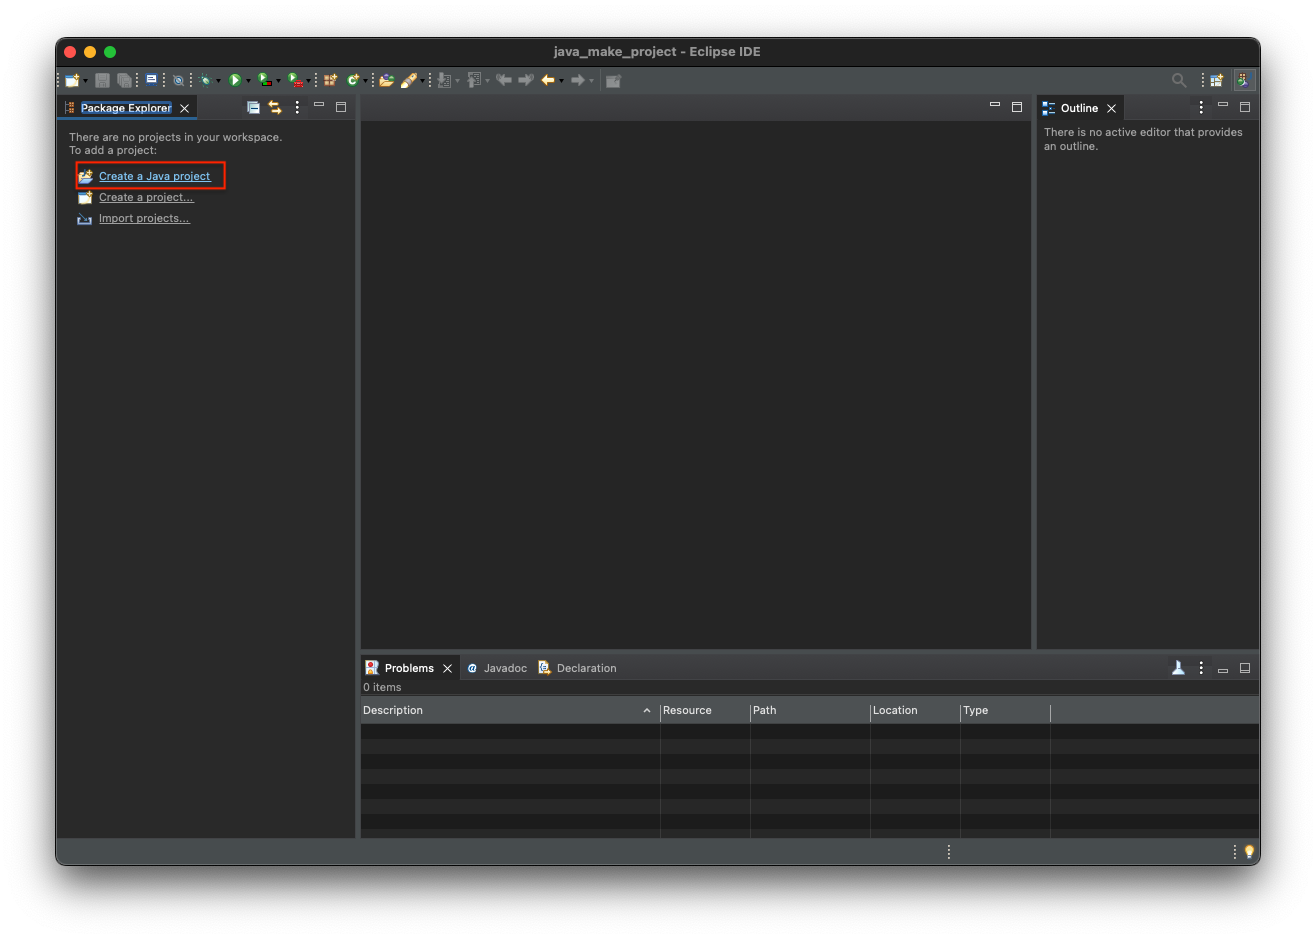 java_make_project - Eclipse IDE
Package Explorer
There are no projects in your workspace.
To add a project:
Create a Java project
Create a project...
Import projects...
Outline
There is no active editor that provides
an outline.
Problems Javadoc Declaration
0 items
Description Resource Path Location Type